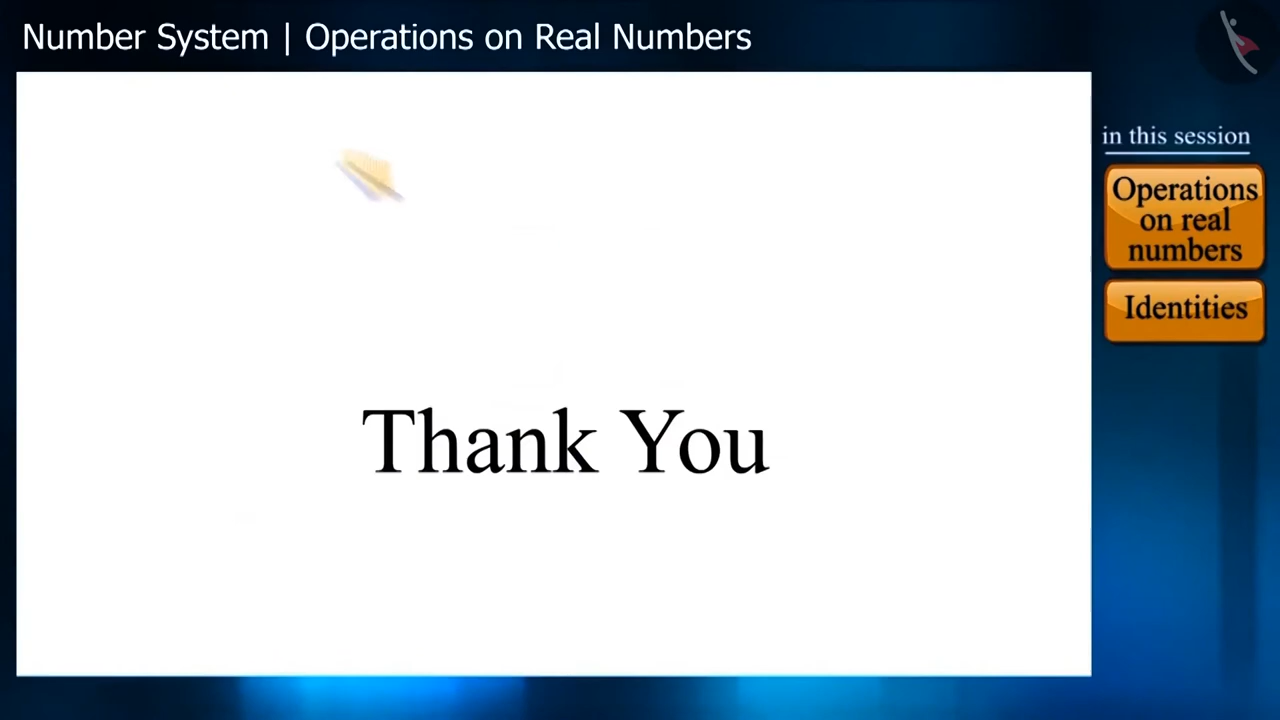 Number System | Operations on Real Numbers
in this session
Operations
on real
numbers
Identities
Thank You